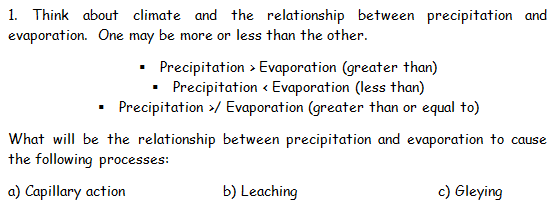 1. Think about climate and the relationship between precipitation and
evaporation. One may be more or less than the other.
▪ Precipitation > Evaporation (greater than)
▪ Precipitation < Evaporation (less than)
▪ Precipitation >/ Evaporation (greater than or equal to)
What will be the relationship between precipitation and evaporation to cause
the following processes:
a) Capillary action b) Leaching c) Gleying